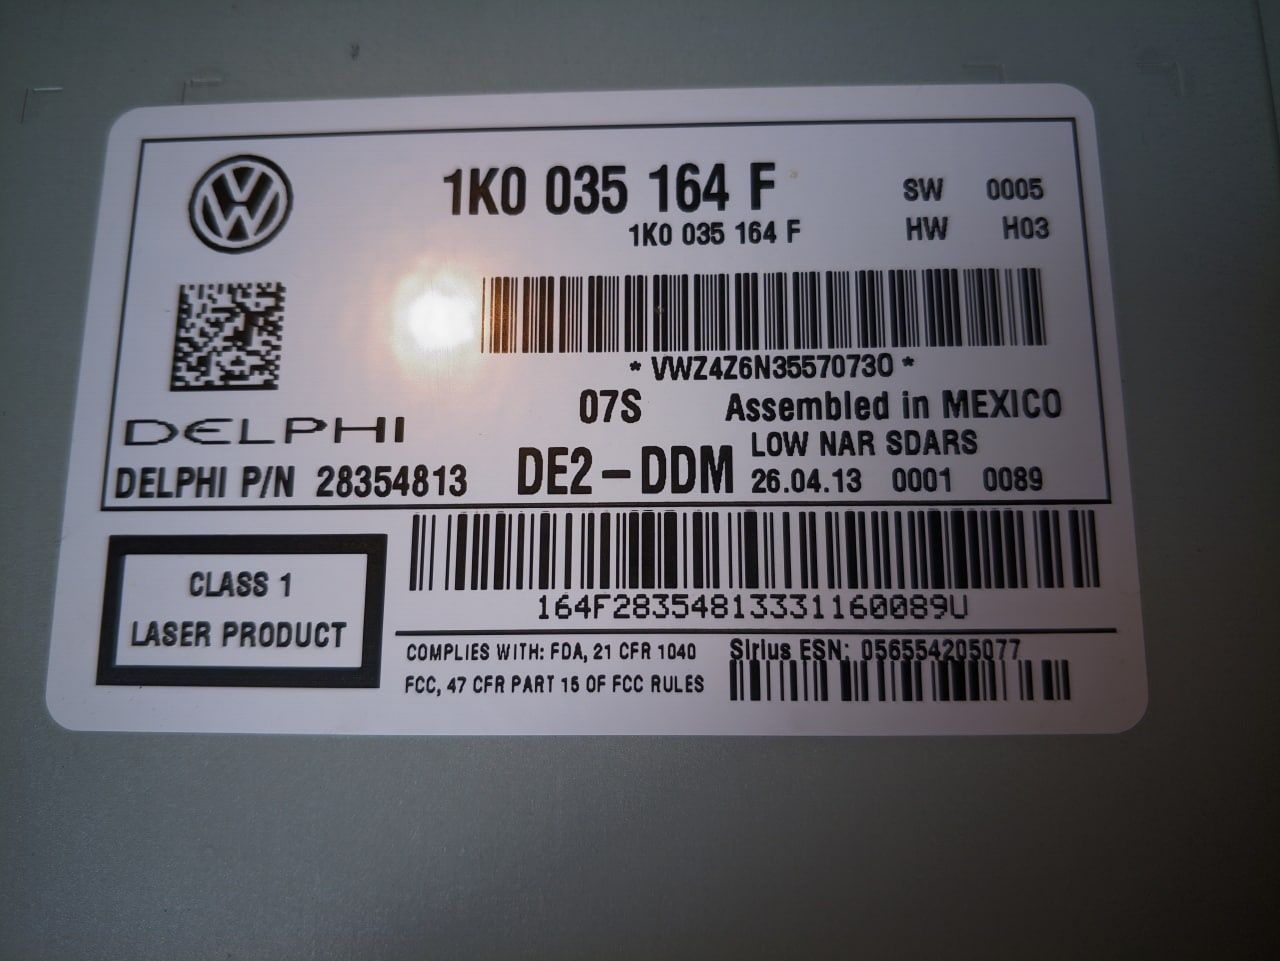 1K0 035 164 F
SW 0005
1K0 035 164 F
HW H03
* VWZ4Z6N35570730 *
07S
Assembled in MEXICO
DELPHI
LOW NAR SDARS
DELPHI P/N 28354813
DE2-DDM
26.04.13 0001 0089
CLASS 1
LASER PRODUCT
164F28354813331160089U
COMPLIES WITH: FDA, 21 CFR 1040
FCC, 47 CFR PART 15 OF FCC RULES
Sirius ESN: 056554205077